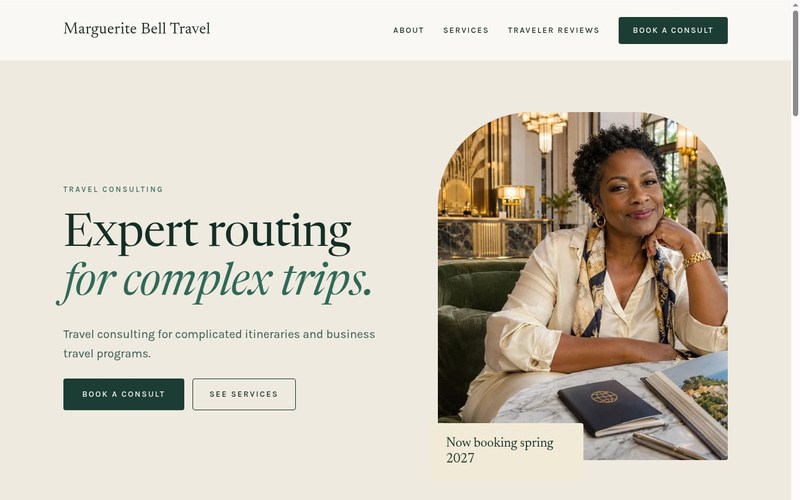 Marguerite Bell Travel
ABOUT
SERVICES
TRAVELER REVIEWS
BOOK A CONSULT
TRAVEL CONSULTING
Expert routing
for complex trips.
Travel consulting for complicated itineraries and business
travel programs.
BOOK A CONSULT
SEE SERVICES
Now booking spring
2027